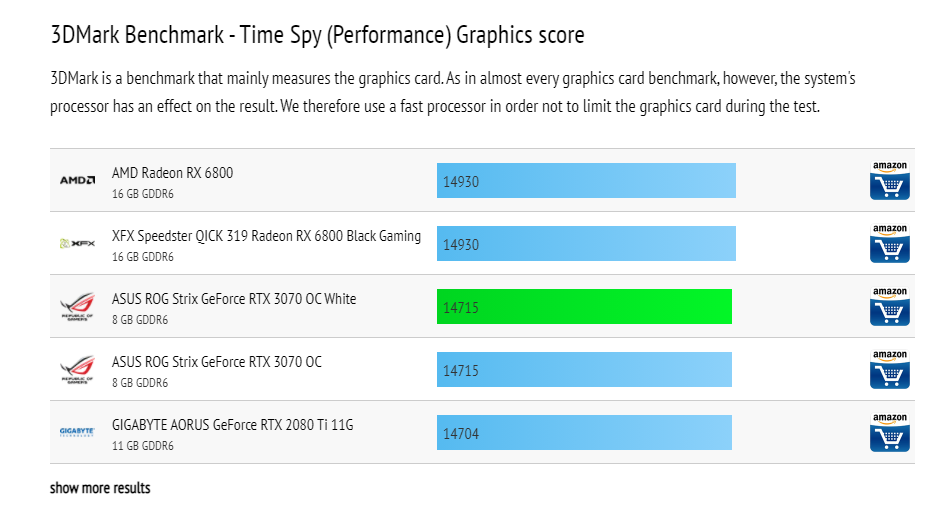 3DMark Benchmark - Time Spy (Performance) Graphics score
3DMark is a benchmark that mainly measures the graphics card. As in almost every graphics card benchmark, however, the system's
processor has an effect on the result. We therefore use a fast processor in order not to limit the graphics card during the test.
AMD
AMD Radeon RX 6800
16 GB GDDR6
14930
amazon
XFX
XFX Speedster QICK 319 Radeon RX 6800 Black Gaming
16 GB GDDR6
14930
amazon
REPUBLIC OF
GAMERS
ASUS ROG Strix GeForce RTX 3070 OC White
8 GB GDDR6
14715
amazon
REPUBLIC OF
GAMERS
ASUS ROG Strix GeForce RTX 3070 OC
8 GB GDDR6
14715
amazon
GIGABYTE
TECHNOLOGY
GIGABYTE AORUS GeForce RTX 2080 Ti 11G
11 GB GDDR6
14704
amazon
show more results